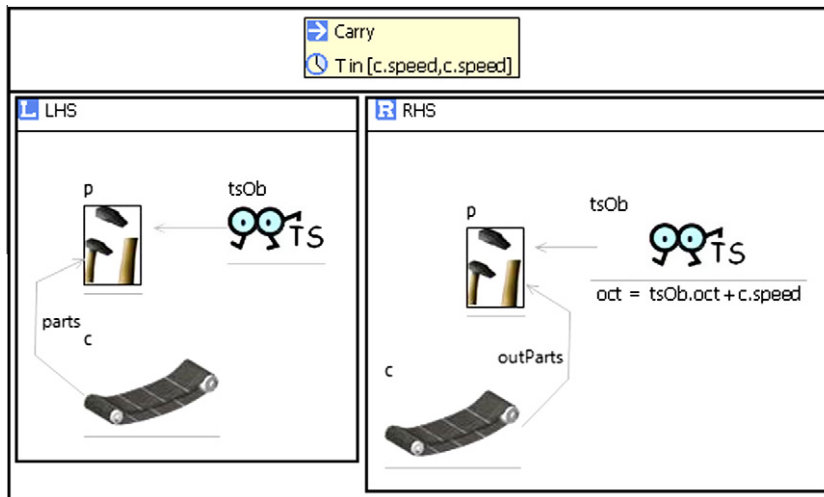 Carry
T in [c.speed,c.speed]
L LHS
p
tsOb
TS
parts
c
R RHS
p
tsOb
TS
oct = tsOb.oct + c.speed
outParts
c